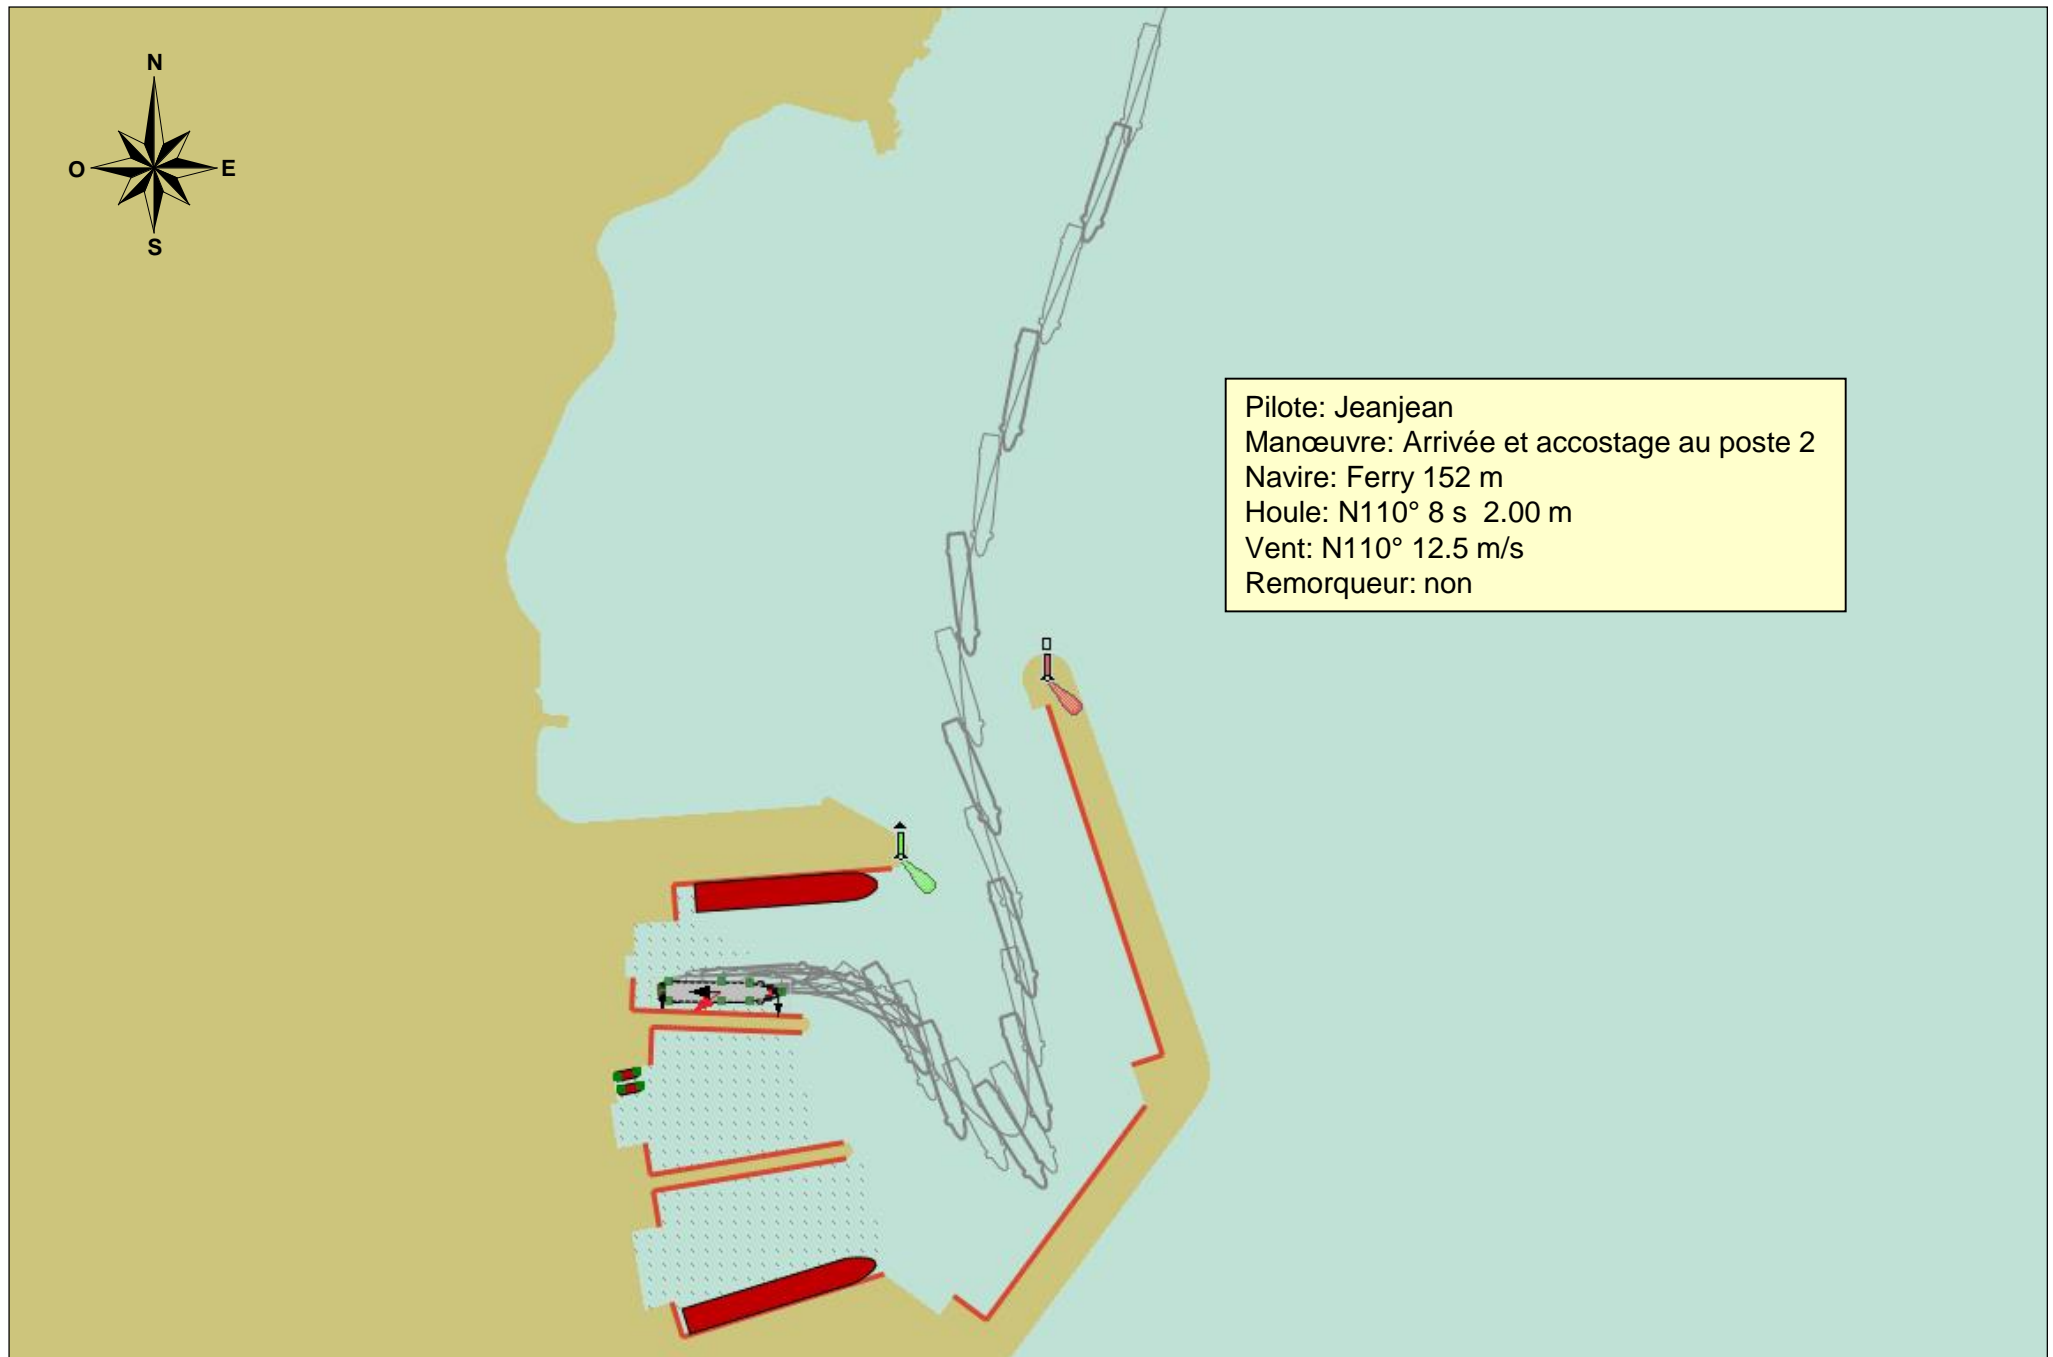 N
O
E
S
Pilote: Jeanjean
Manœuvre: Arrivée et accostage au poste 2
Navire: Ferry 152 m
Houle: N110° 8 s  2.00 m
Vent: N110° 12.5 m/s
Remorqueur: non